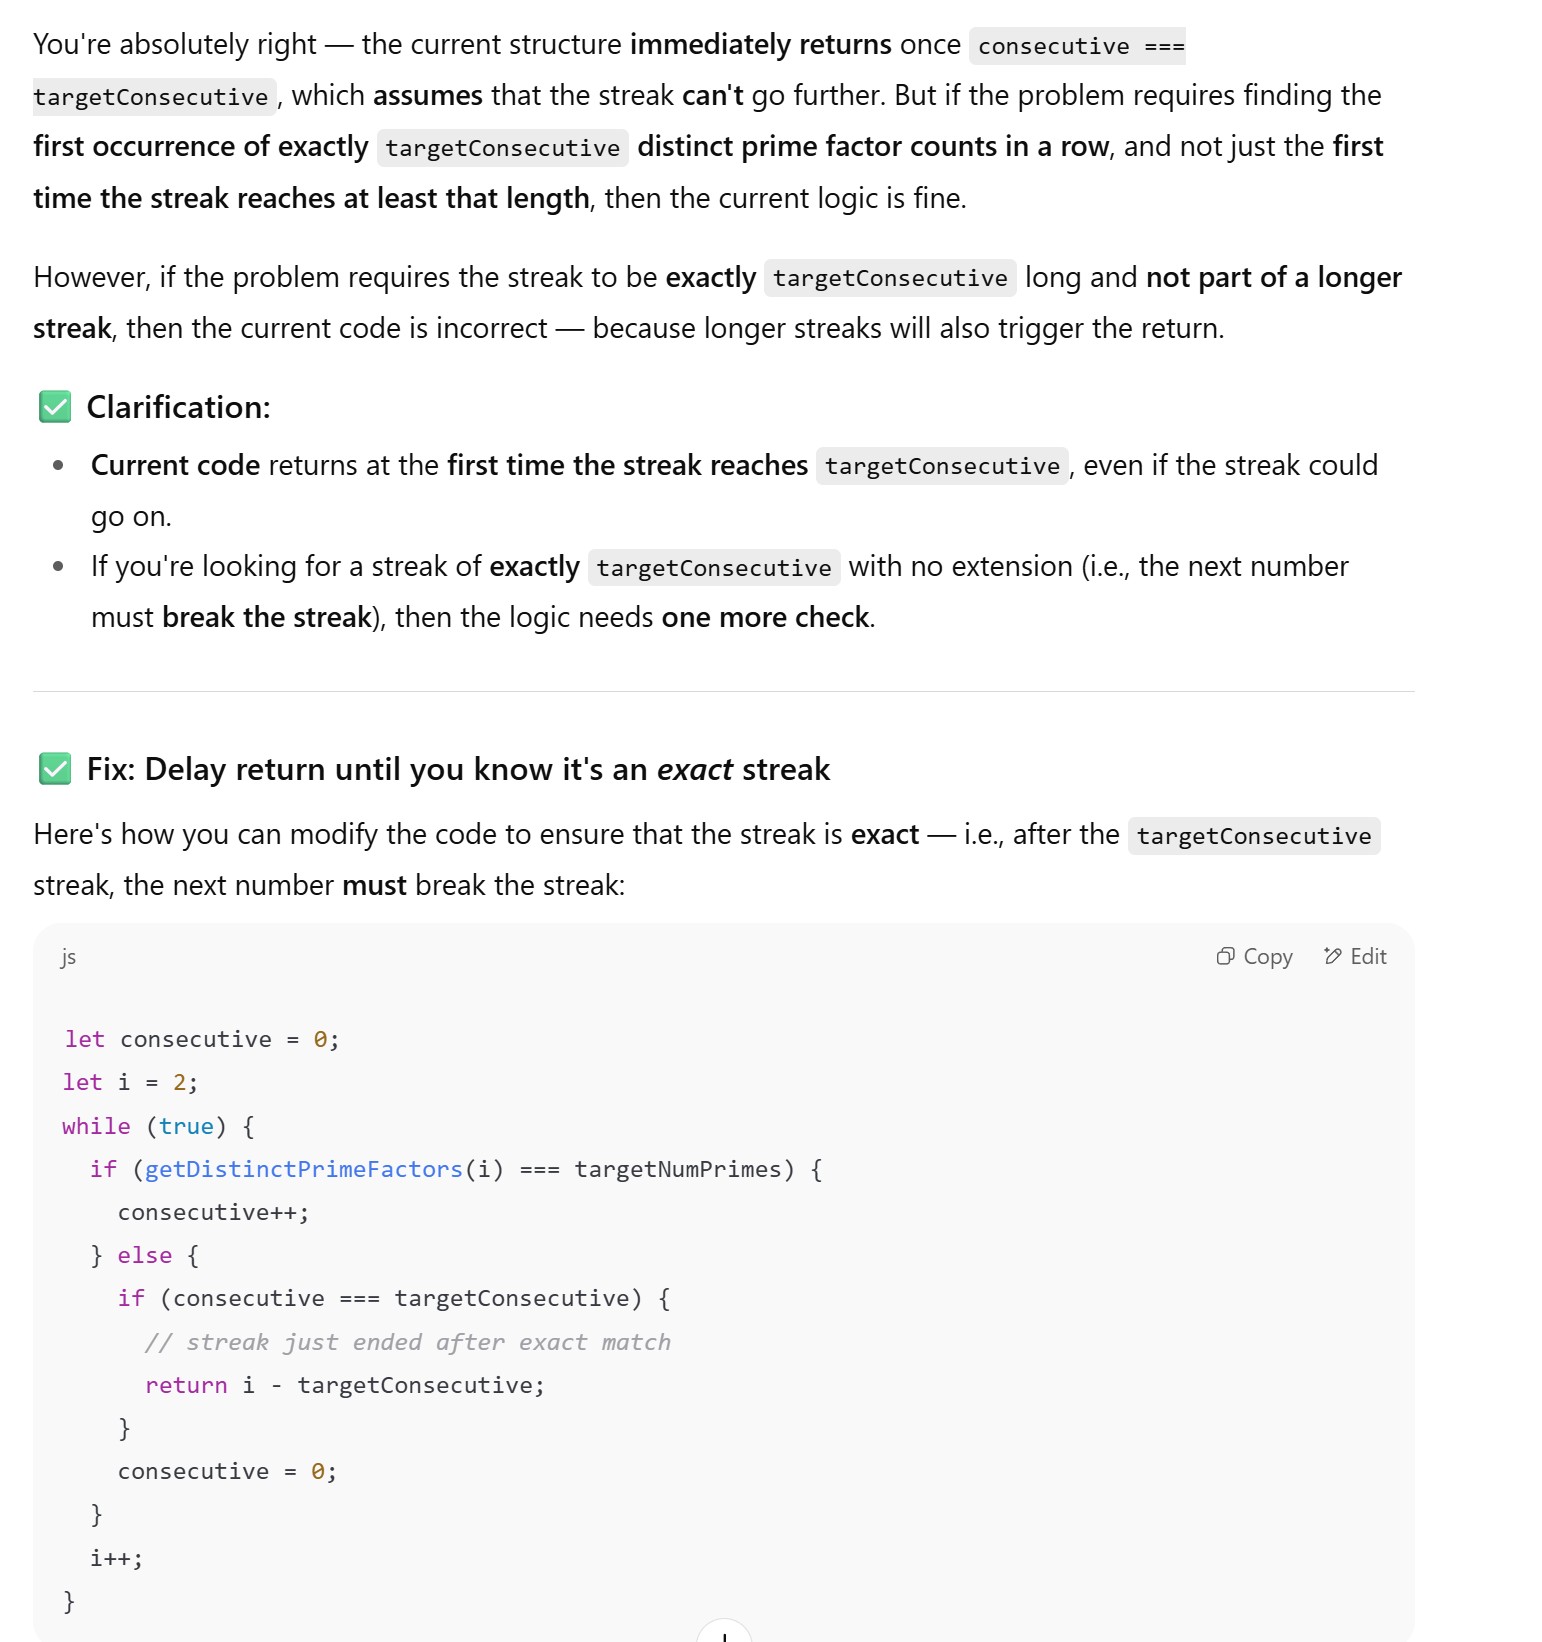 You're absolutely right — the current structure immediately returns once consecutive ===
targetConsecutive, which assumes that the streak can't go further. But if the problem requires finding the
first occurrence of exactly targetConsecutive distinct prime factor counts in a row, and not just the first
time the streak reaches at least that length, then the current logic is fine.
However, if the problem requires the streak to be exactly targetConsecutive long and not part of a longer
streak, then the current code is incorrect — because longer streaks will also trigger the return.
✅ Clarification:
• Current code returns at the first time the streak reaches targetConsecutive, even if the streak could
go on.
• If you're looking for a streak of exactly targetConsecutive with no extension (i.e., the next number
must break the streak), then the logic needs one more check.
✅ Fix: Delay return until you know it's an exact streak
Here's how you can modify the code to ensure that the streak is exact — i.e., after the targetConsecutive
streak, the next number must break the streak:
js Copy Edit
let consecutive = 0;
let i = 2;
while (true) {
  if (getDistinctPrimeFactors(i) === targetNumPrimes) {
    consecutive++;
  } else {
    if (consecutive === targetConsecutive) {
      // streak just ended after exact match
      return i - targetConsecutive;
    }
    consecutive = 0;
  }
  i++;
}